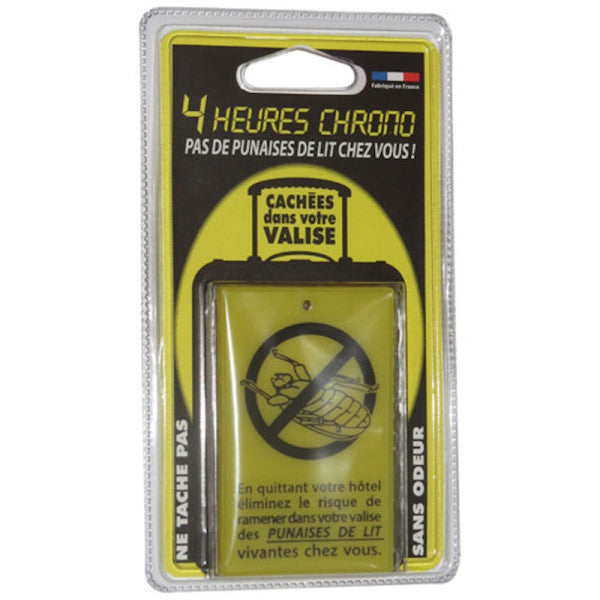 Fabriqué en France
4 HEURES CHRONO
PAS DE PUNAISES DE LIT CHEZ VOUS !
CACHÉES
dans votre
VALISE
NE TACHE PAS
SANS ODEUR
En quittant votre hôtel
éliminez le risque de
ramener dans votre valise
des PUNAISES DE LIT
vivantes chez vous.